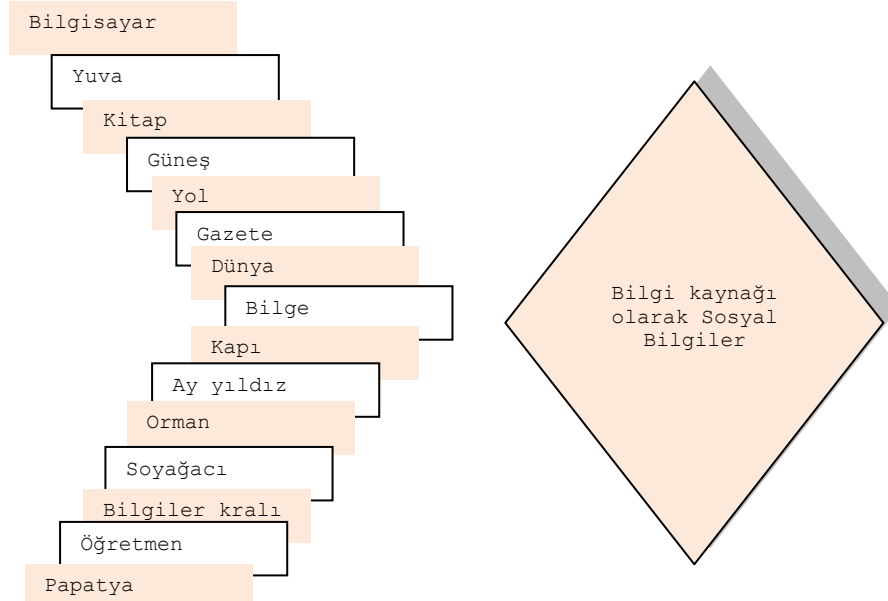 Bilgisayar
Yuva
Kitap
Güneş
Yol
Gazete
Dünya
Bilge
Kapı
Ay yıldız
Orman
Soyağacı
Bilgiler kralı
Öğretmen
Papatya
Bilgi kaynağı
olarak Sosyal
Bilgiler